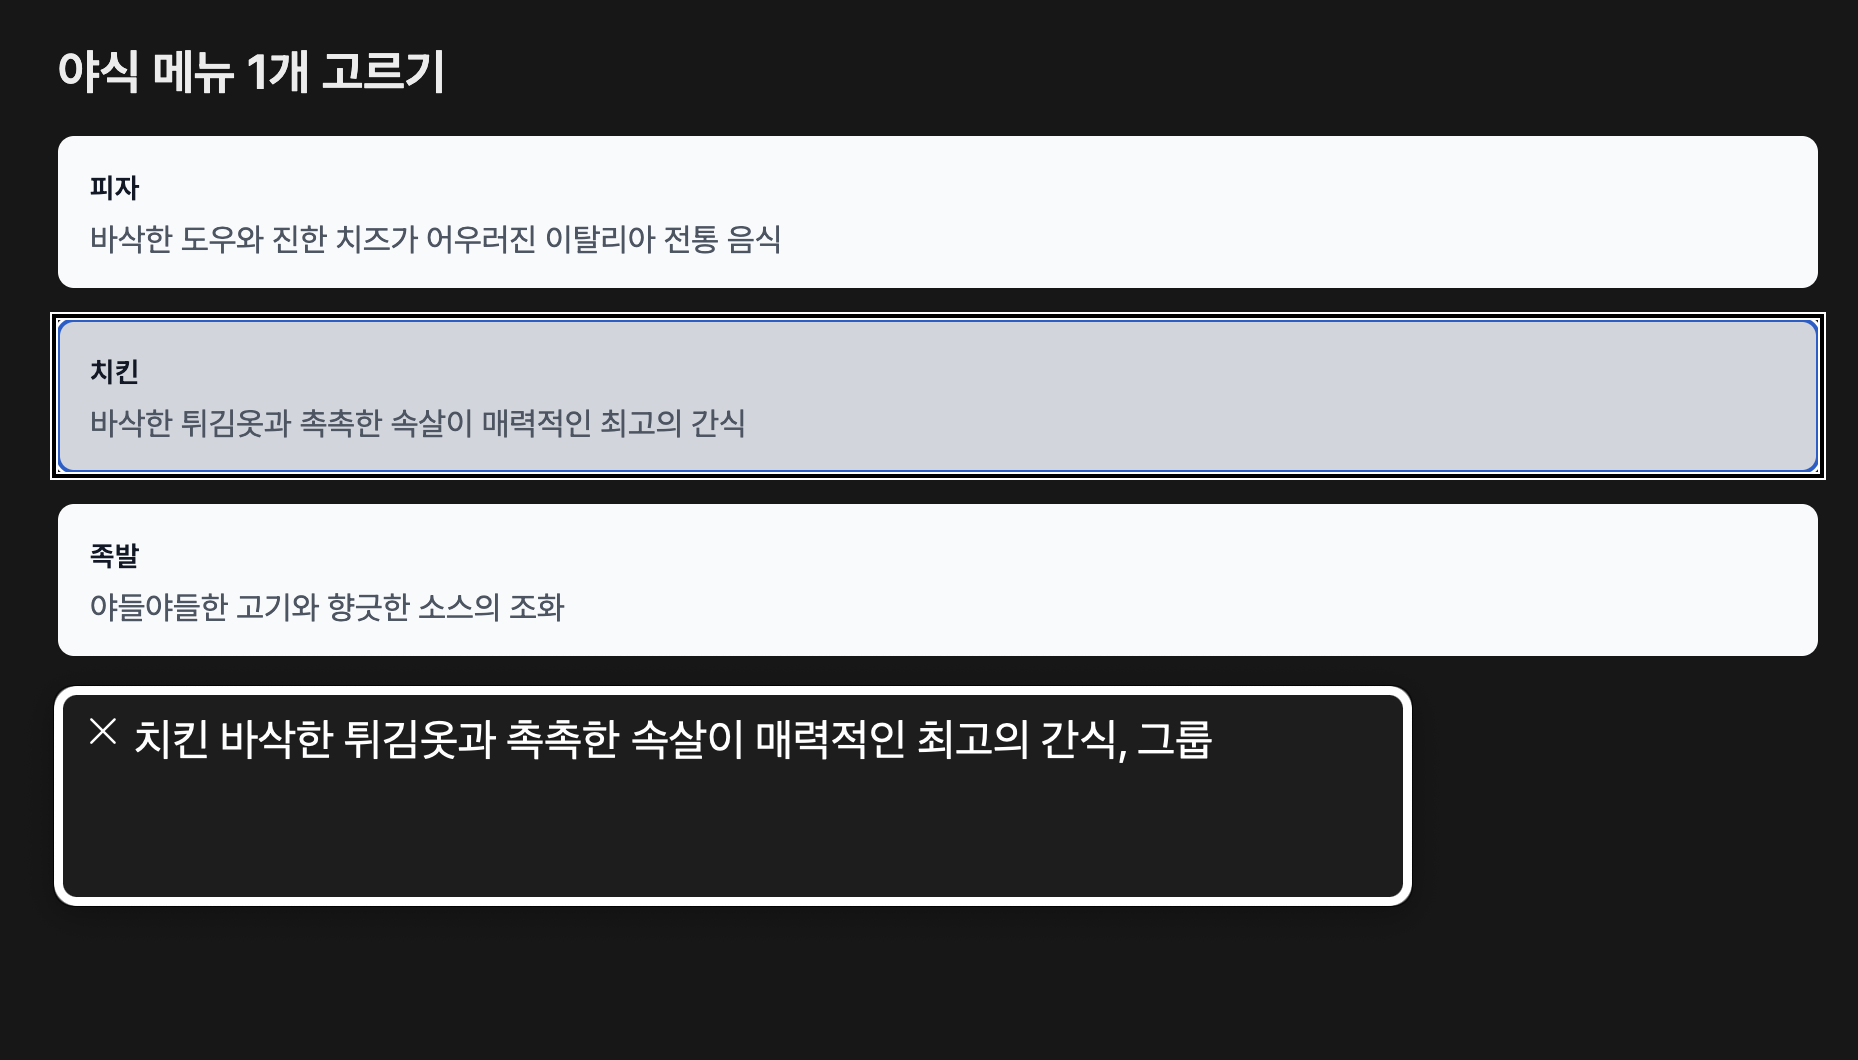 야식 메뉴 1개 고르기
피자
바삭한 도우와 진한 치즈가 어우러진 이탈리아 전통 음식
치킨
바삭한 튀김옷과 촉촉한 속살이 매력적인 최고의 간식
족발
야들야들한 고기와 향긋한 소스의 조화
치킨 바삭한 튀김옷과 촉촉한 속살이 매력적인 최고의 간식, 그룹